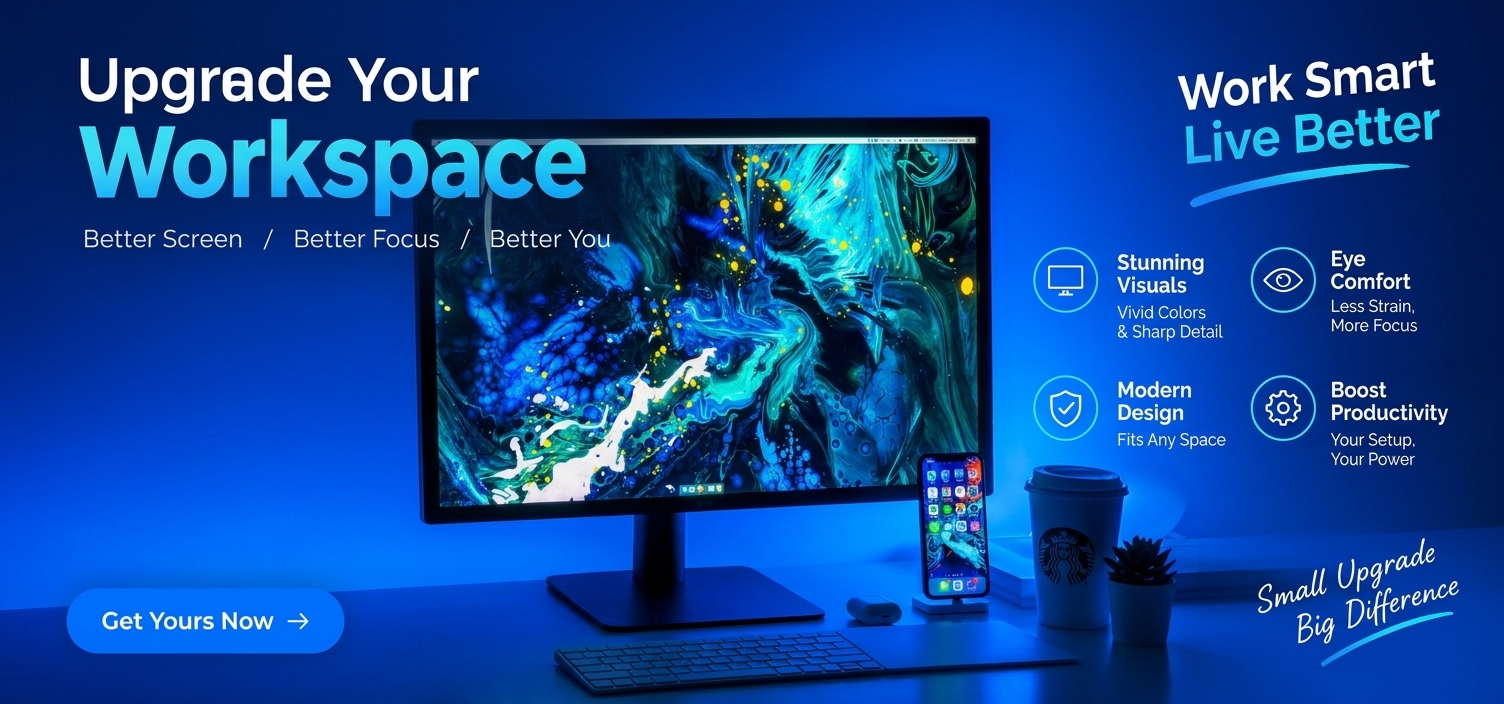 Upgrade Your
Workspace
Better Screen / Better Focus / Better You
Work Smart
Live Better
Stunning
Visuals
Vivid Colors
& Sharp Detail
Eye
Comfort
Less Strain,
More Focus
Modern
Design
Fits Any Space
Boost
Productivity
Your Setup,
Your Power
Get Yours Now →
Small Upgrade
Big Difference